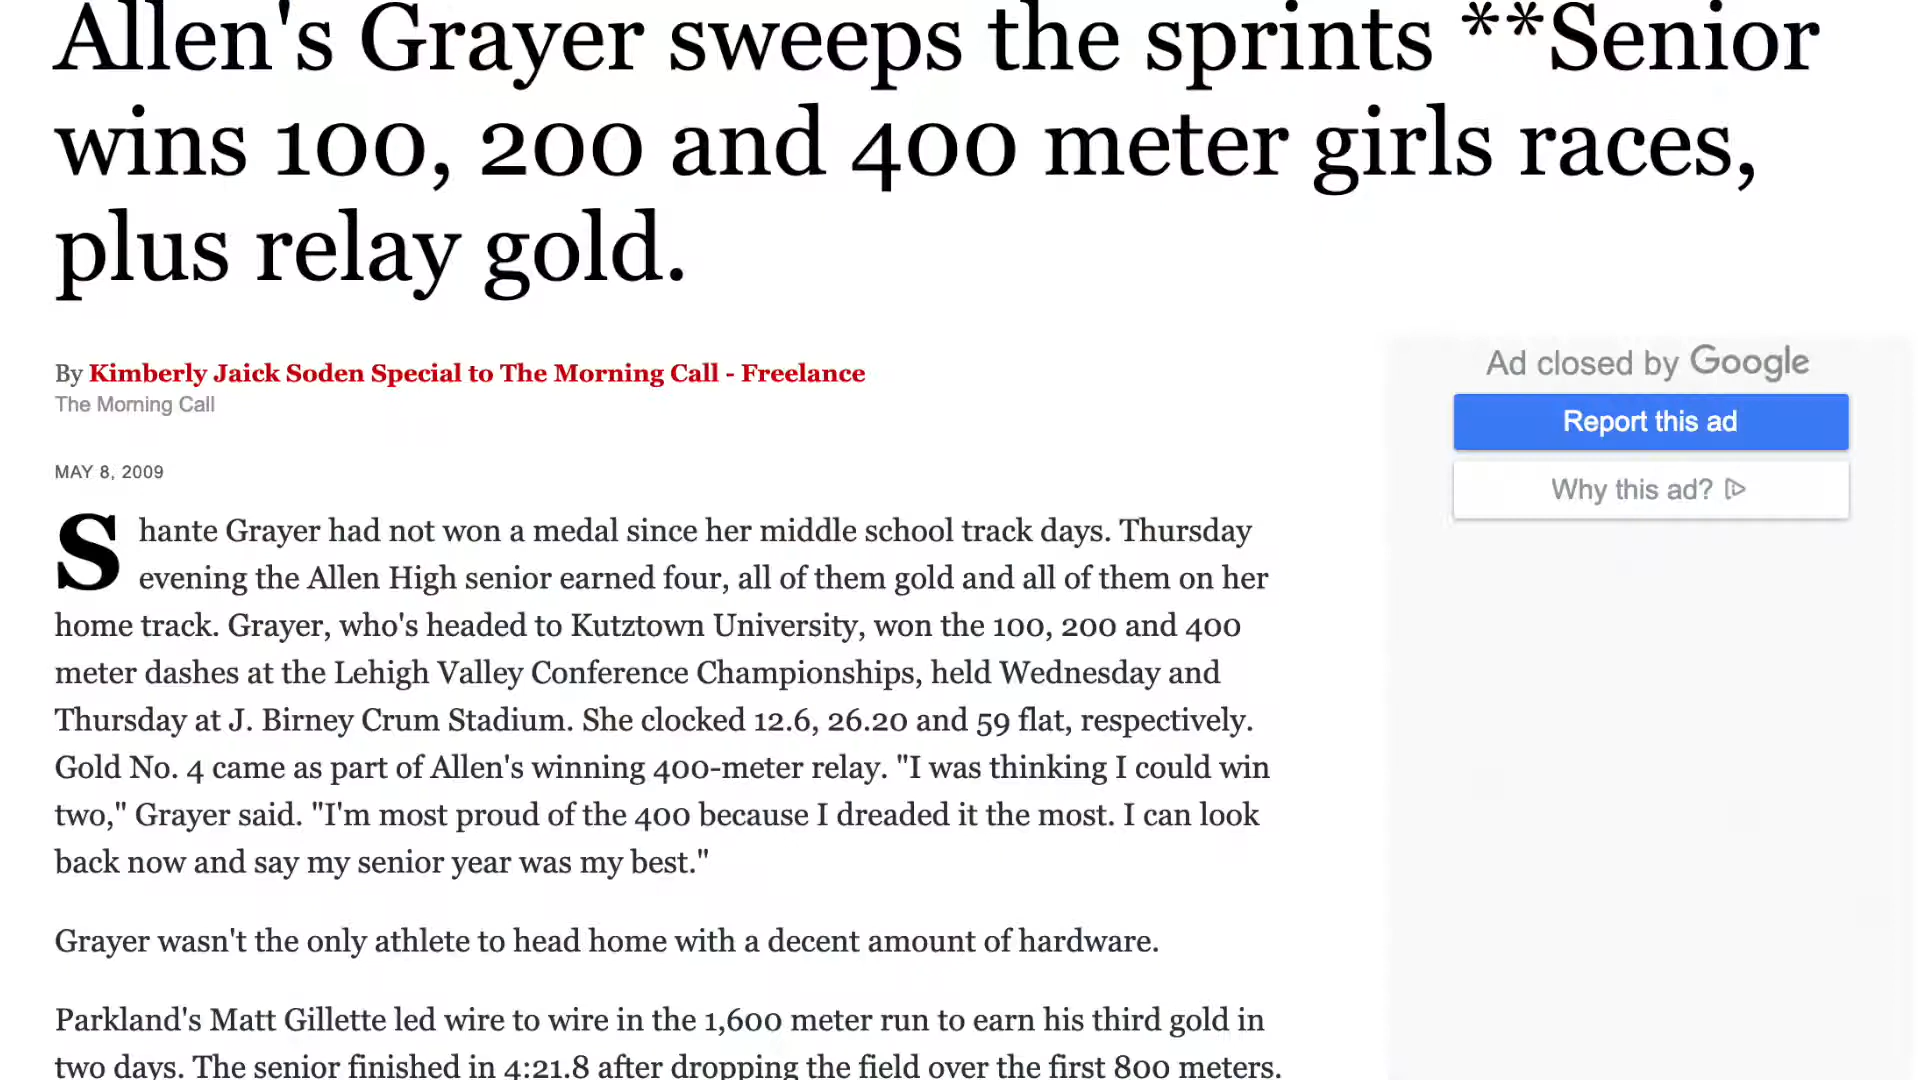 Allen's Grayer sweeps the sprints **Senior
wins 100, 200 and 400 meter girls races,
plus relay gold.
By Kimberly Jaick Soden Special to The Morning Call - Freelance
The Morning Call
MAY 8, 2009
Shante Grayer had not won a medal since her middle school track days. Thursday
evening the Allen High senior earned four, all of them gold and all of them on her
home track. Grayer, who's headed to Kutztown University, won the 100, 200 and 400
meter dashes at the Lehigh Valley Conference Championships, held Wednesday and
Thursday at J. Birney Crum Stadium. She clocked 12.6, 26.20 and 59 flat, respectively.
Gold No. 4 came as part of Allen's winning 400-meter relay. "I was thinking I could win
two," Grayer said. "I'm most proud of the 400 because I dreaded it the most. I can look
back now and say my senior year was my best."
Grayer wasn't the only athlete to head home with a decent amount of hardware.
Parkland's Matt Gillette led wire to wire in the 1,600 meter run to earn his third gold in
two days. The senior finished in 4:21.8 after dropping the field over the first 800 meters.
Ad closed by Google
Report this ad
Why this ad?